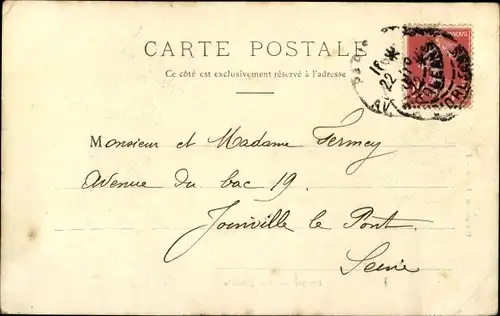 CARTE POSTALE
Ce côté est exclusivement réservé à l'adresse
Monsieur et Madame Fermey
Avenue du bac 19.
Joinville le Pont.
Seine